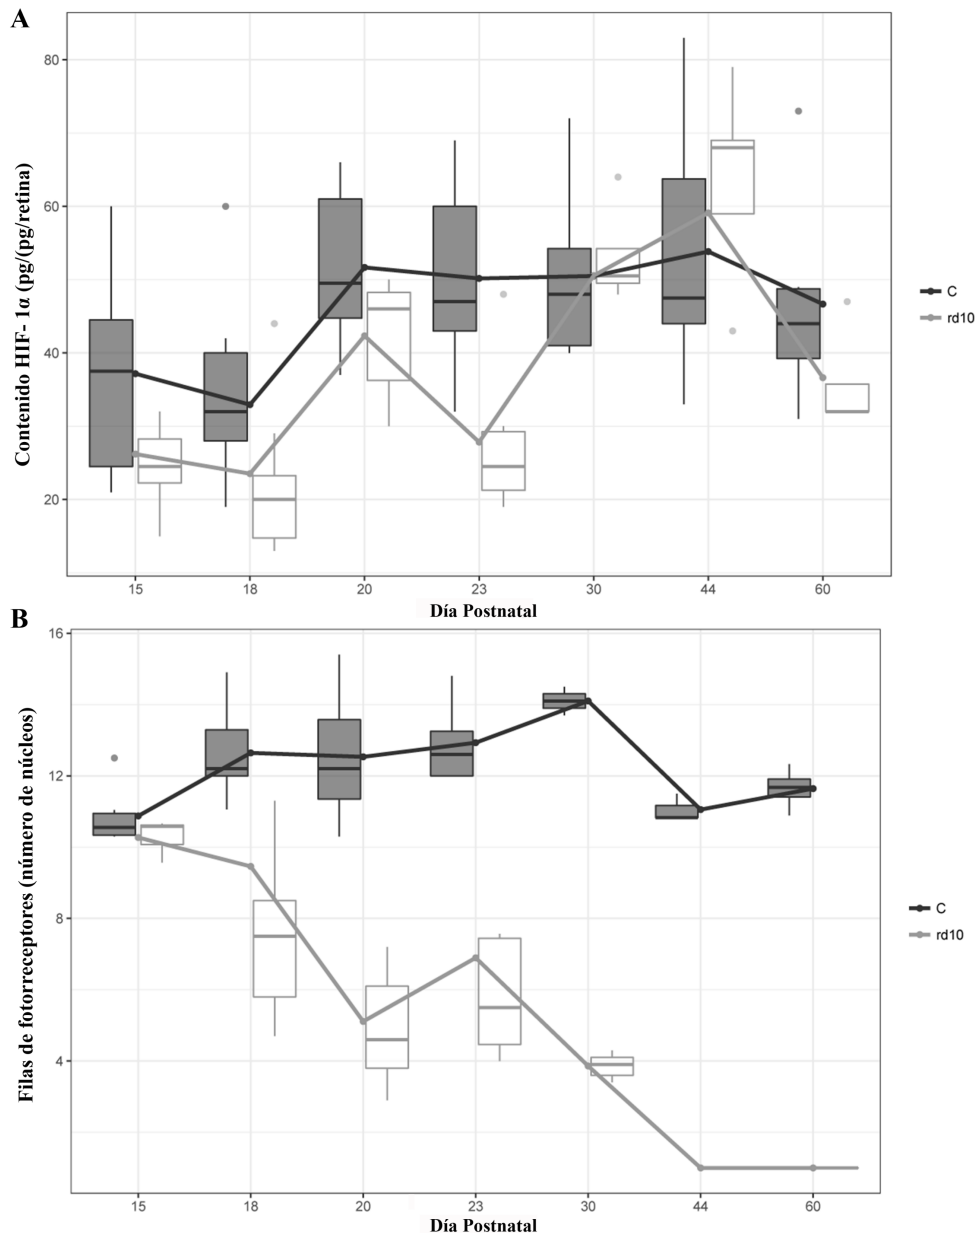 A
Contenido HIF- 1α (pg/(pg/retina)
80
60
40
20
15 18 20 23 30 44 60
Día Postnatal
C
rd10
B
Filas de fotorreceptores (número de núcleos)
16
12
8
4
15 18 20 23 30 44 60
Día Postnatal
C
rd10